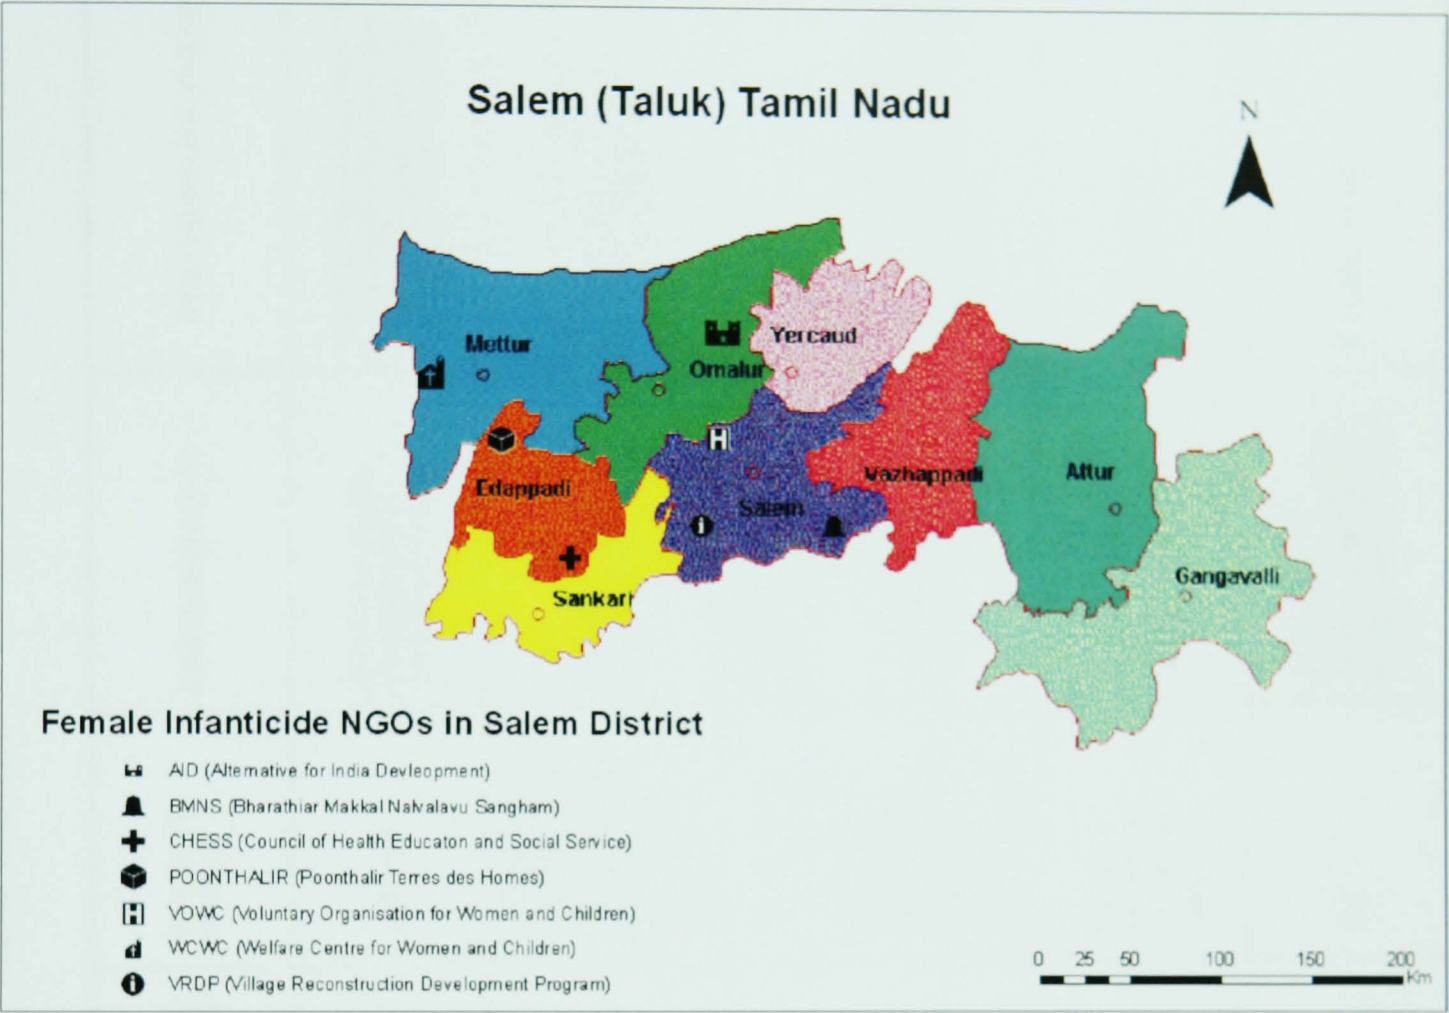 Salem (Taluk) Tamil Nadu
N
Mettur
Omalur
Yercaud
Edappadi
Salem
Vazhappadi
Attur
Sankari
Gangavalli
Female Infanticide NGOs in Salem District
AID (Alternative for India Devleopment)
BMNS (Bharathiar Makkal Nalvalavu Sangham)
CHESS (Council of Health Educaton and Social Service)
POONTHALIR (Poonthalir Terres des Homes)
VOWC (Voluntary Organisation for Women and Children)
WCWC (Welfare Centre for Women and Children)
VRDP (Village Reconstruction Development Program)
0 25 50 100 150 200
Km